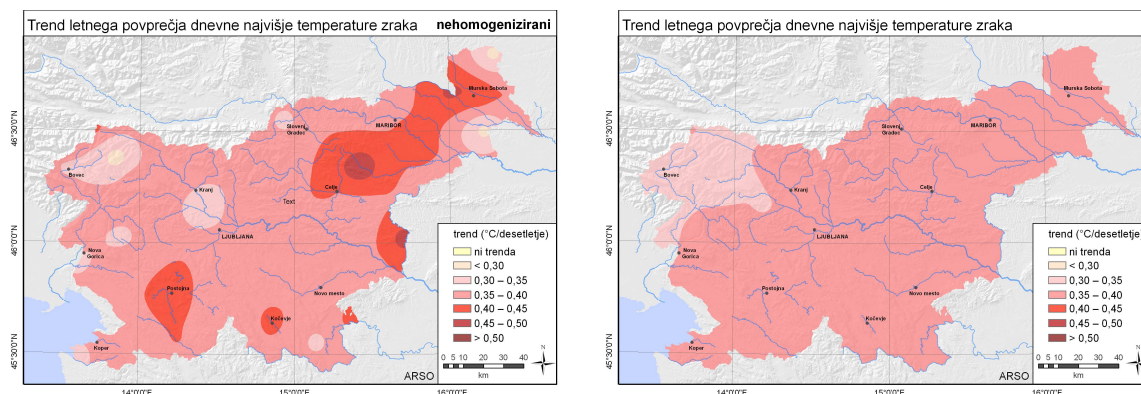 Trend letnega povprečja dnevne najvišje temperature zraka nehomogenizirani
46°30'0"N
46°0'0"N
45°30'0"N
Murska Sobota
MARIBOR
Slovenj
Gradec
Bovec
Kranj
Celje
Text
LJUBLJANA
Nova
Gorica
Postojna
Novo mesto
Kočevje
Koper
trend (°C/desetletje)
ni trenda
< 0,30
0,30 – 0,35
0,35 – 0,40
0,40 – 0,45
0,45 – 0,50
> 0,50
0 5 10 20 30 40
km
N
ARSO
14°0'0"E
15°0'0"E
16°0'0"E
Trend letnega povprečja dnevne najvišje temperature zraka
46°30'0"N
46°0'0"N
45°30'0"N
Murska Sobota
MARIBOR
Slovenj
Gradec
Bovec
Kranj
Celje
LJUBLJANA
Nova
Gorica
Postojna
Novo mesto
Kočevje
Koper
trend (°C/desetletje)
ni trenda
< 0,30
0,30 – 0,35
0,35 – 0,40
0,40 – 0,45
0,45 – 0,50
> 0,50
0 5 10 20 30 40
km
N
ARSO
14°0'0"E
15°0'0"E
16°0'0"E